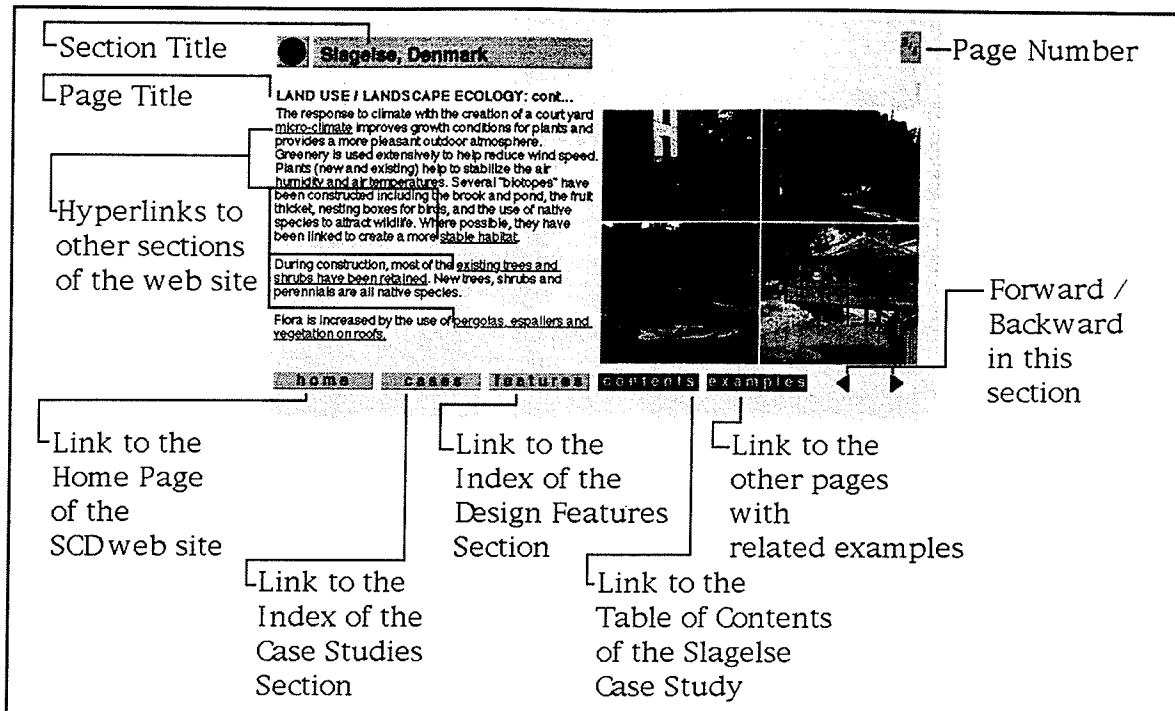 Section Title
Slagelse, Denmark
Page Number
Page Title
LAND USE / LANDSCAPE ECOLOGY: cont...
The response to climate with the creation of a courtyard
micro-climate improves growth conditions for plants and
provides a more pleasant outdoor atmosphere.
Greenery is used extensively to help reduce wind speed.
Plants (new and existing) help to stabilize the air
humidity and air temperatures. Several "biotopes" have
been constructed including the brook and pond, the fruit
thicket, nesting boxes for birds, and the use of native
species to attract wildlife. Where possible, they have
been linked to create a more stable habitat.
During construction, most of the existing trees and
shrubs have been retained. New trees, shrubs and
perennials are all native species.
Flora is increased by the use of pergolas, espaliers and
vegetation on roofs.
Hyperlinks to
other sections
of the web site
Forward /
Backward
in this
section
home cases features contents examples
Link to the
Home Page
of the
SCD web site
Link to the
Index of the
Case Studies
Section
Link to the
Index of the
Design Features
Section
Link to the
Table of Contents
of the Slagelse
Case Study
Link to the
other pages
with
related examples